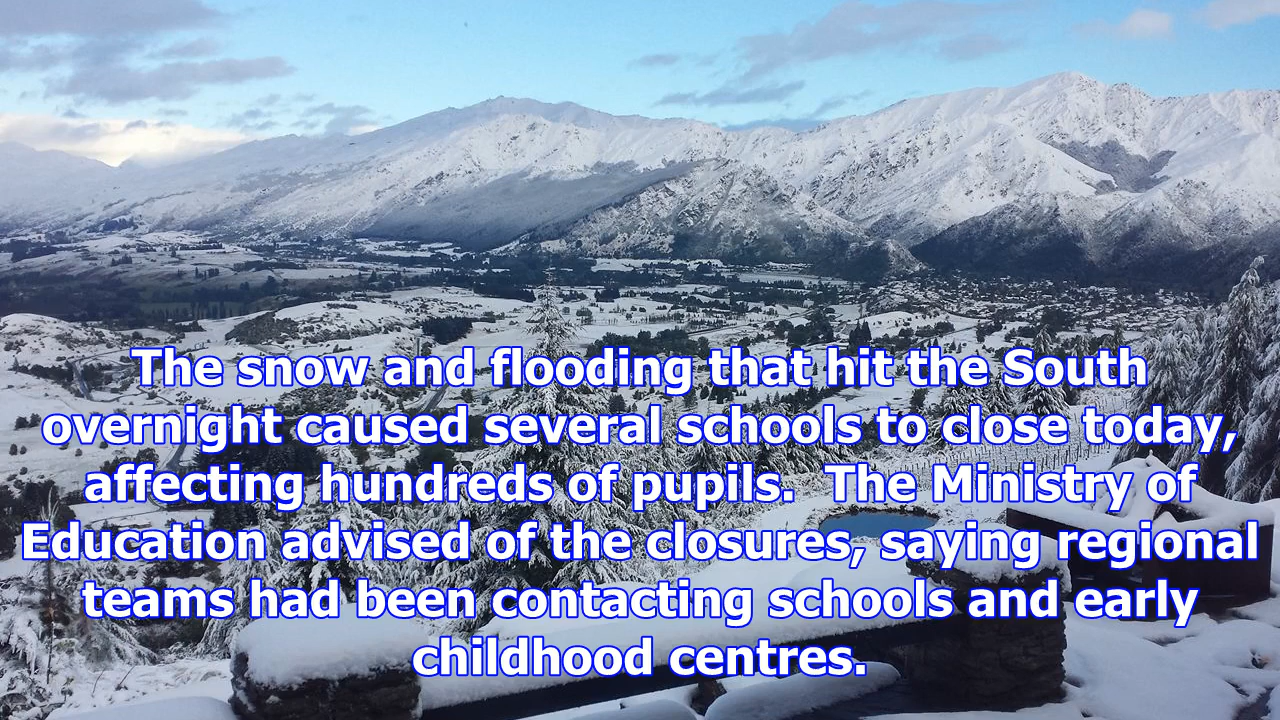 The snow and flooding that hit the South
overnight caused several schools to close today,
affecting hundreds of pupils.  The Ministry of
Education advised of the closures, saying regional
teams had been contacting schools and early
childhood centres.